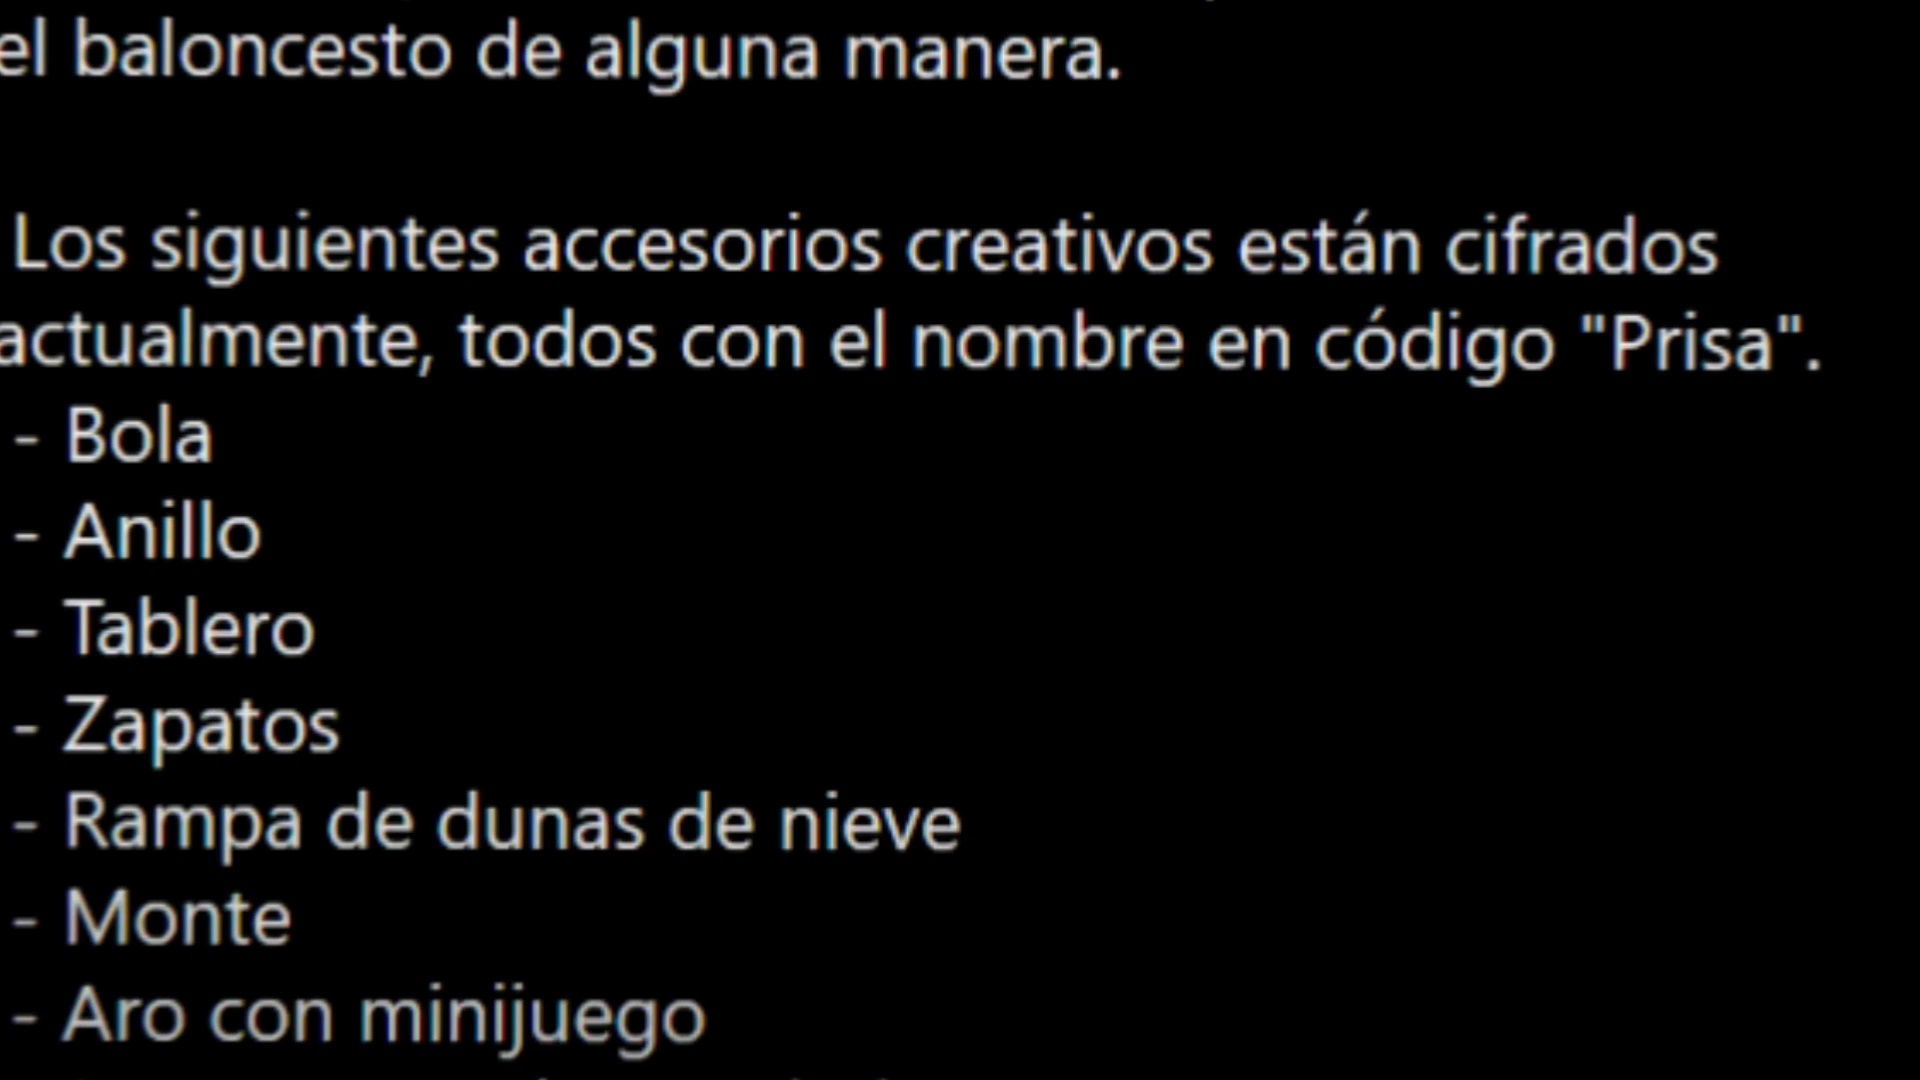 el baloncesto de alguna manera.
Los siguientes accesorios creativos están cifrados
actualmente, todos con el nombre en código "Prisa".
- Bola
- Anillo
- Tablero
- Zapatos
- Rampa de dunas de nieve
- Monte
- Aro con minijuego